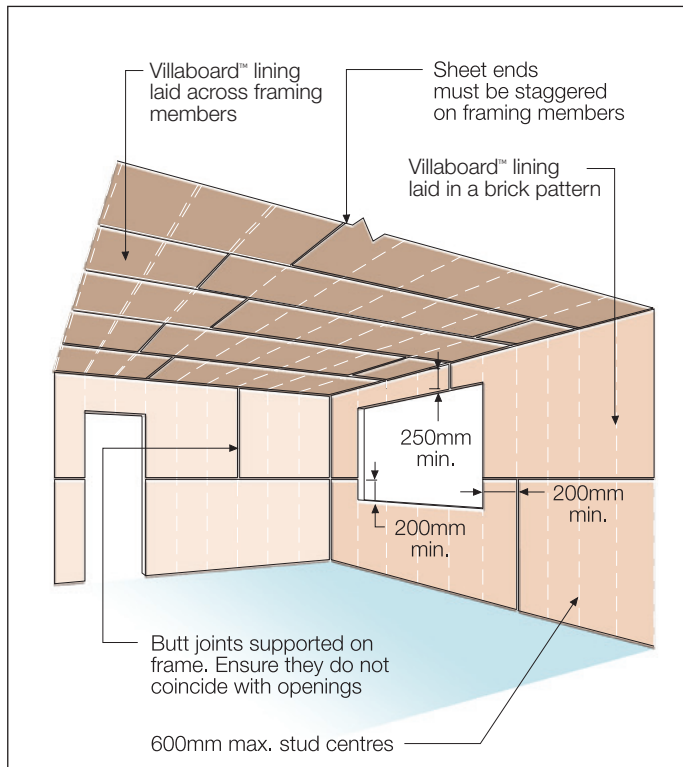 Villaboard™ lining
laid across framing
members
Sheet ends
must be staggered
on framing members
Villaboard™ lining
laid in a brick pattern
250mm
min.
200mm
min.
200mm
min.
Butt joints supported on
frame. Ensure they do not
coincide with openings
600mm max. stud centres